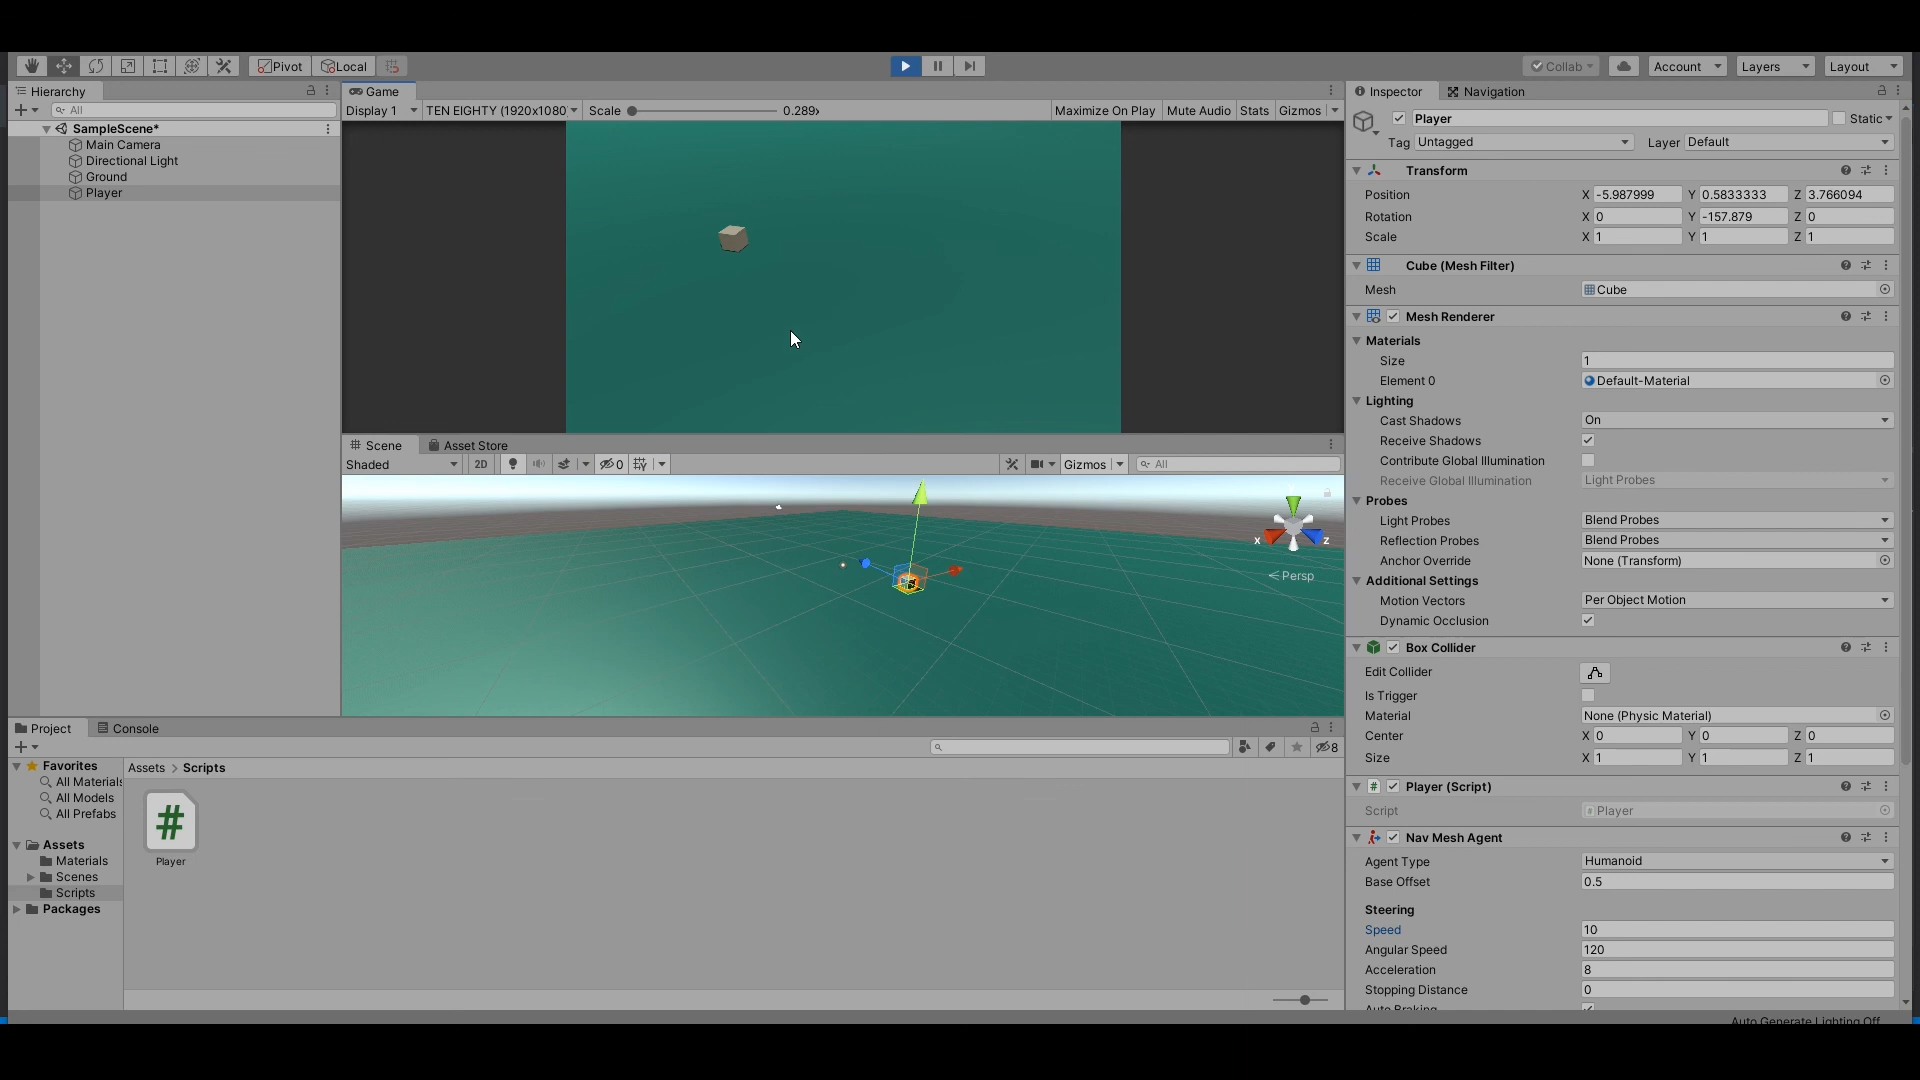 Pivot Local Collab Account Layers Layout
Hierarchy
All
SampleScene*
Main Camera
Directional Light
Ground
Player
Game
Display 1 TEN EIGHTY (1920x1080 Scale 0.289x Maximize On Play Mute Audio Stats Gizmos
Scene Asset Store
Shaded 2D 0 Gizmos All
x z
Persp
Project Console
8
Favorites
All Materials
All Models
All Prefabs
Assets
Materials
Scenes
Scripts
Packages
Assets > Scripts
#
Player
Inspector Navigation
Player Static
Tag Untagged Layer Default
Transform
Position X -5.987999 Y 0.5833333 Z 3.766094
Rotation X 0 Y -157.879 Z 0
Scale X 1 Y 1 Z 1
Cube (Mesh Filter)
Mesh Cube
Mesh Renderer
Materials
Size 1
Element 0 Default-Material
Lighting
Cast Shadows On
Receive Shadows
Contribute Global Illumination
Receive Global Illumination Light Probes
Probes
Light Probes Blend Probes
Reflection Probes Blend Probes
Anchor Override None (Transform)
Additional Settings
Motion Vectors Per Object Motion
Dynamic Occlusion
Box Collider
Edit Collider
Is Trigger
Material None (Physic Material)
Center X 0 Y 0 Z 0
Size X 1 Y 1 Z 1
# Player (Script)
Script Player
Nav Mesh Agent
Agent Type Humanoid
Base Offset 0.5
Steering
Speed 10
Angular Speed 120
Acceleration 8
Stopping Distance 0
Auto Braking
Auto Generate Lighting Off